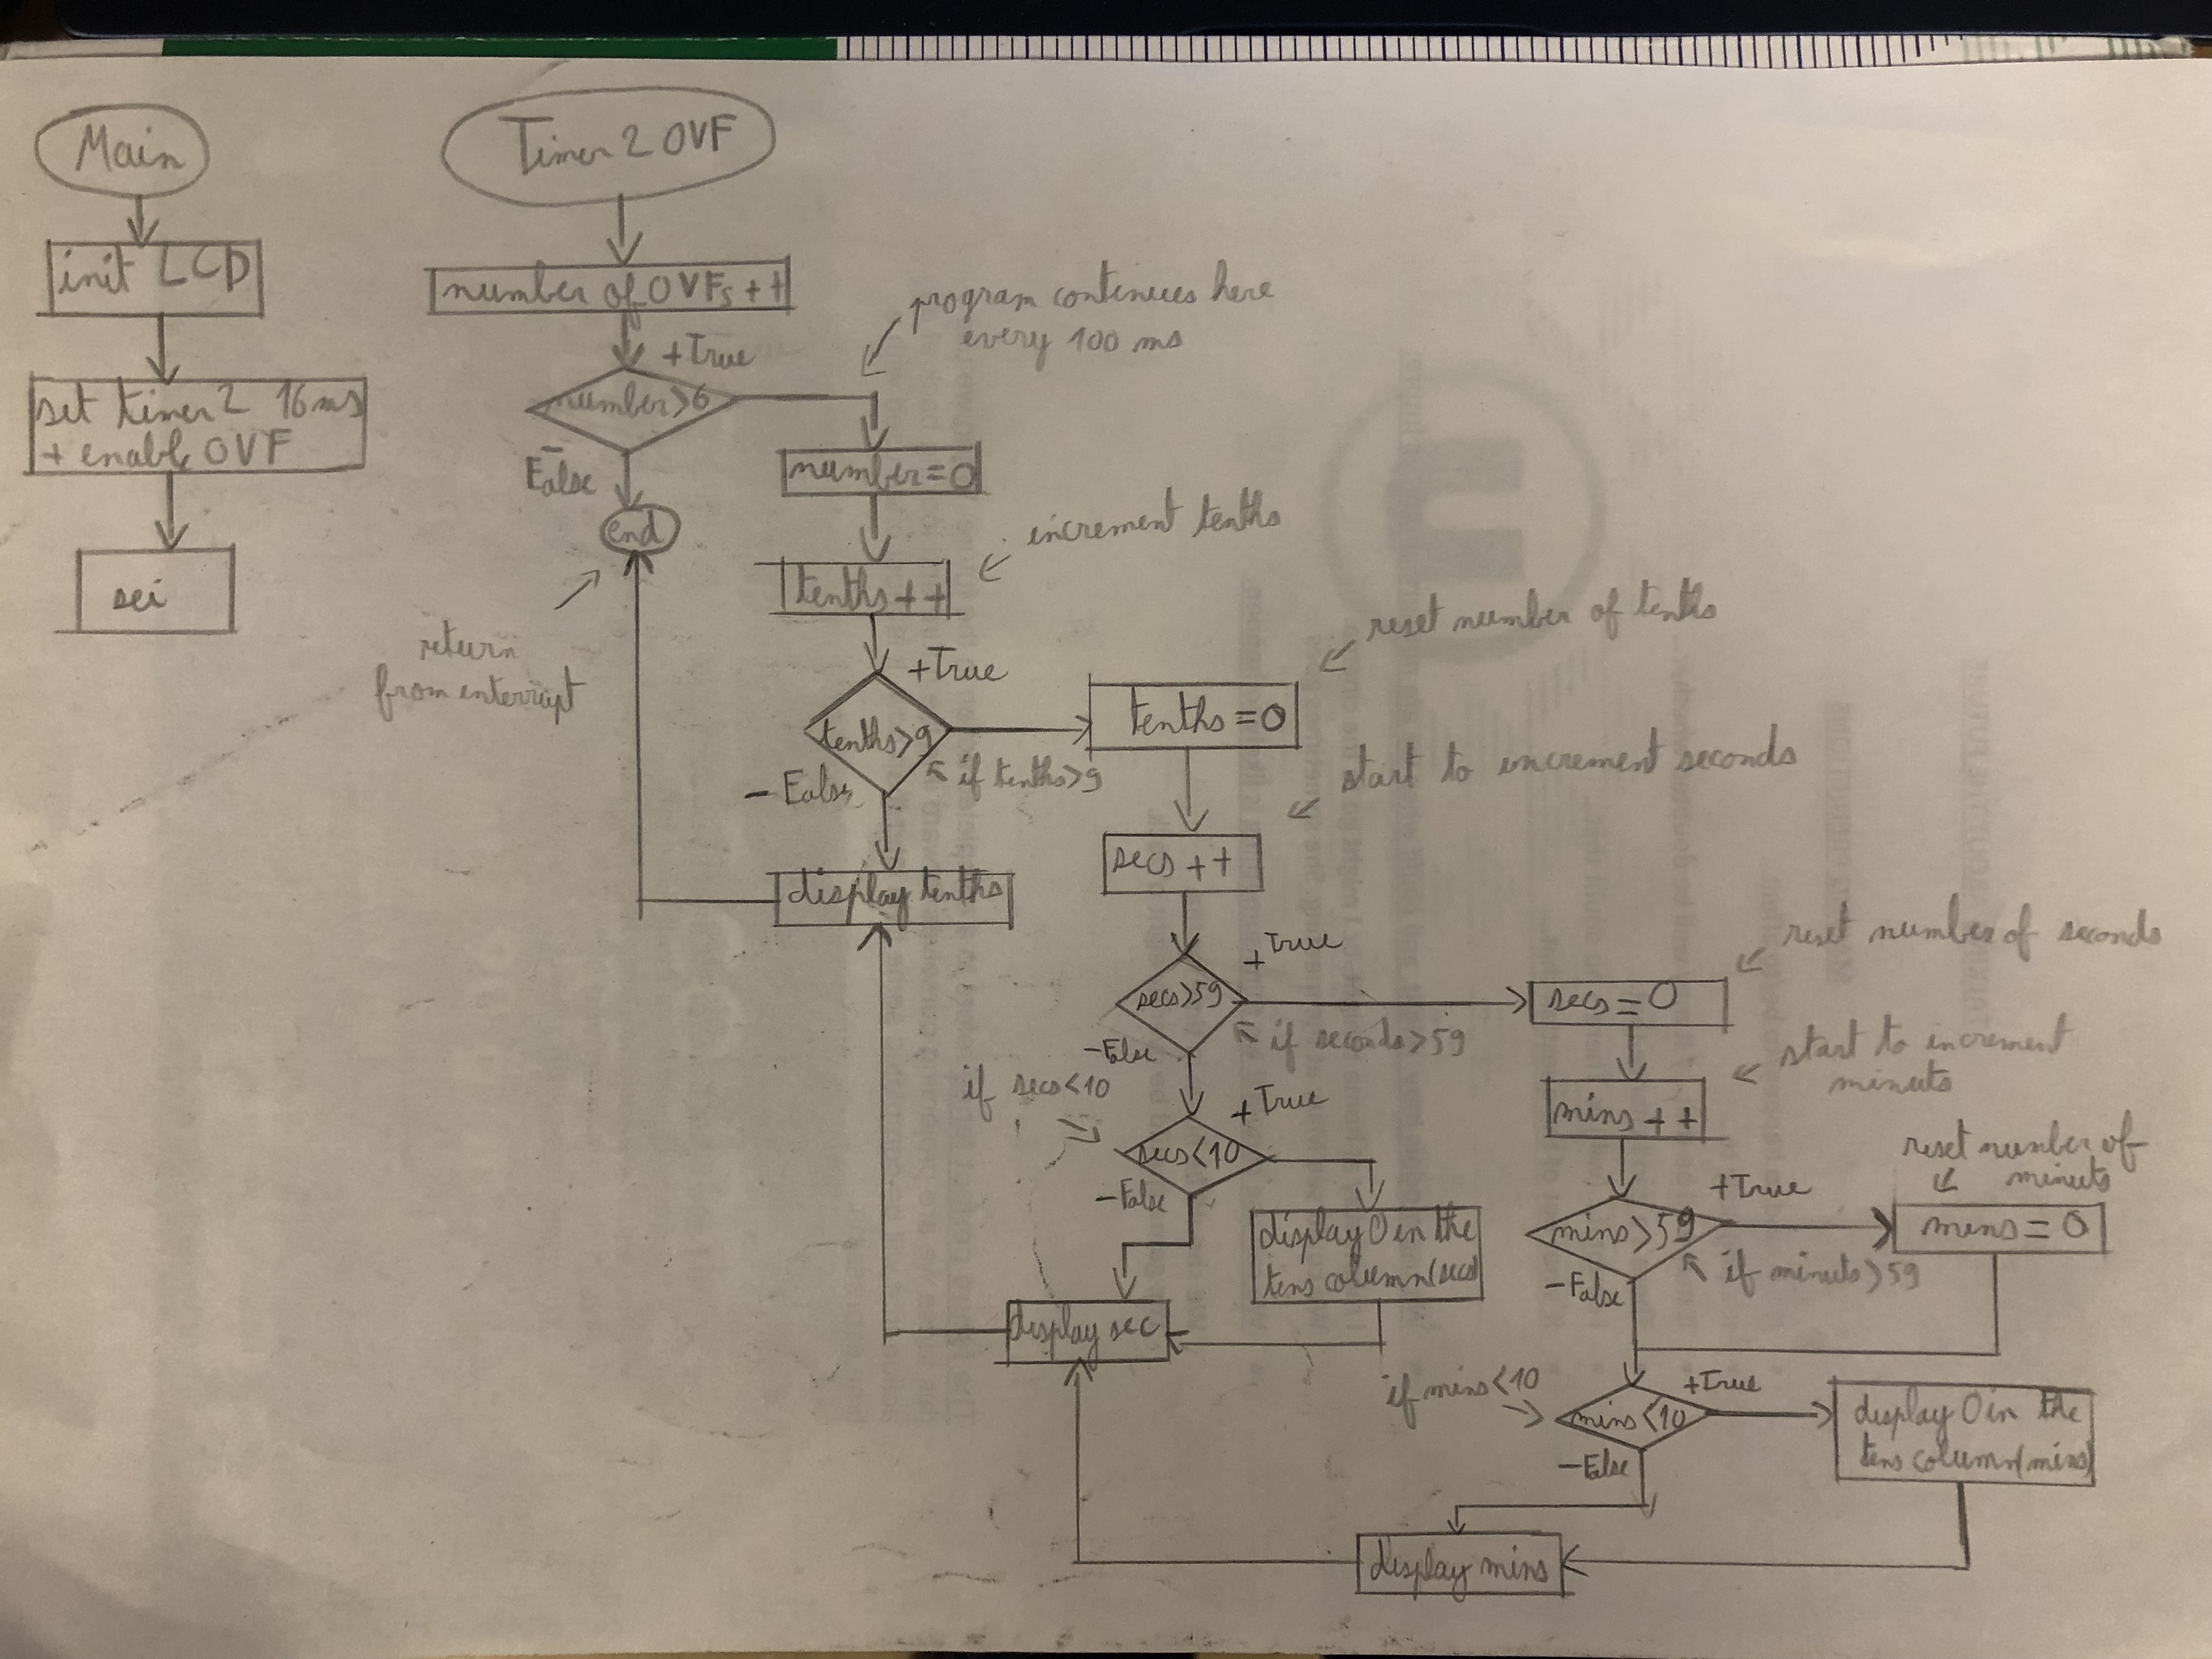 Main
init LCD
set timer2 16ms
+ enable OVF
sei
Timer 2 OVF
number of OVFs ++
+True
number>6
program continues here
every 100 ms
-
False
end
return
from interrupt
number=0
tenths++
increment tenths
+True
tenths>9
if tenths>9
-False
display tenths
tenths=0
reset number of tenths
secs++
start to increment seconds
+True
secs>59
if seconds>59
-False
if secs<10
+True
secs<10
-False
display 0 in the
tens column(secs)
display sec
secs=0
reset number of seconds
mins++
start to increment
minuts
+True
mins>59
if minuts>59
-False
reset number of
minuts
mins=0
if mins<10
+True
mins<10
-False
display 0 in the
tens column(mins)
display mins